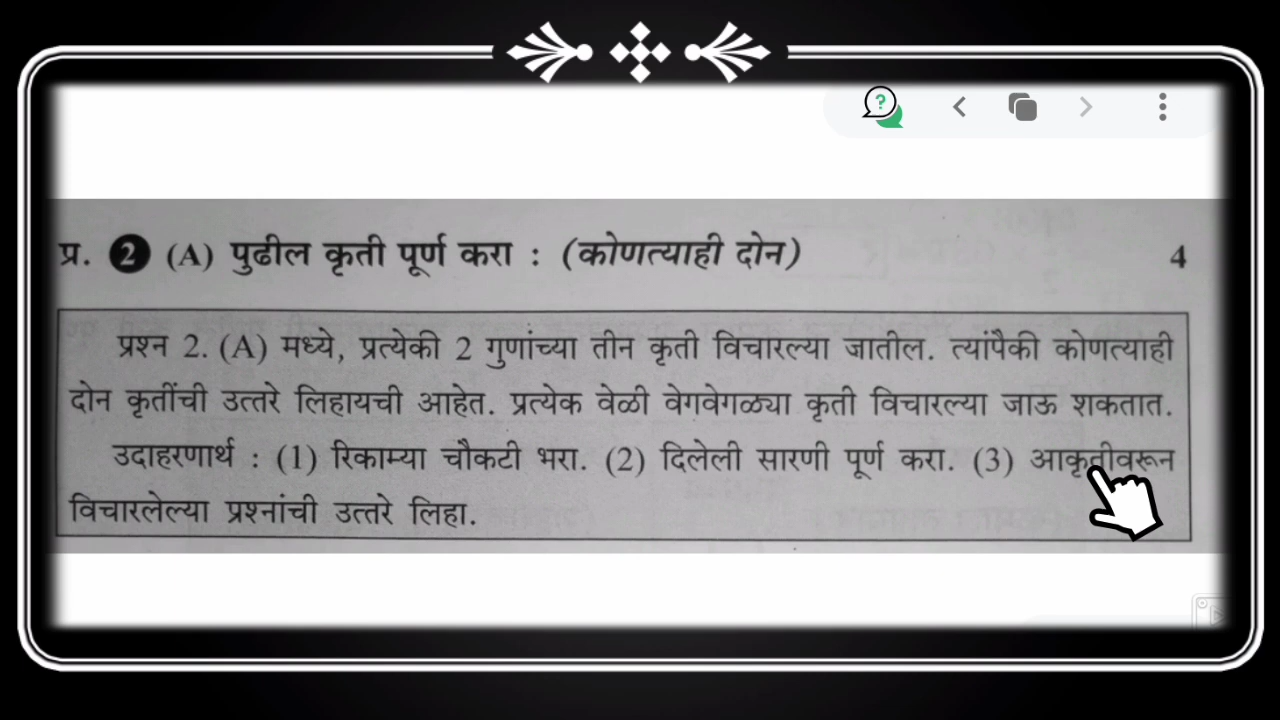 ?
प्र. 2 (A) पुढील कृती पूर्ण करा : (कोणत्याही दोन) 4
प्रश्न 2. (A) मध्ये, प्रत्येकी 2 गुणांच्या तीन कृती विचारल्या जातील. त्यांपैकी कोणत्याही
दोन कृतींची उत्तरे लिहायची आहेत. प्रत्येक वेळी वेगवेगळ्या कृती विचारल्या जाऊ शकतात.
उदाहरणार्थ : (1) रिकाम्या चौकटी भरा. (2) दिलेली सारणी पूर्ण करा. (3) आकृतीवरून
विचारलेल्या प्रश्नांची उत्तरे लिहा.